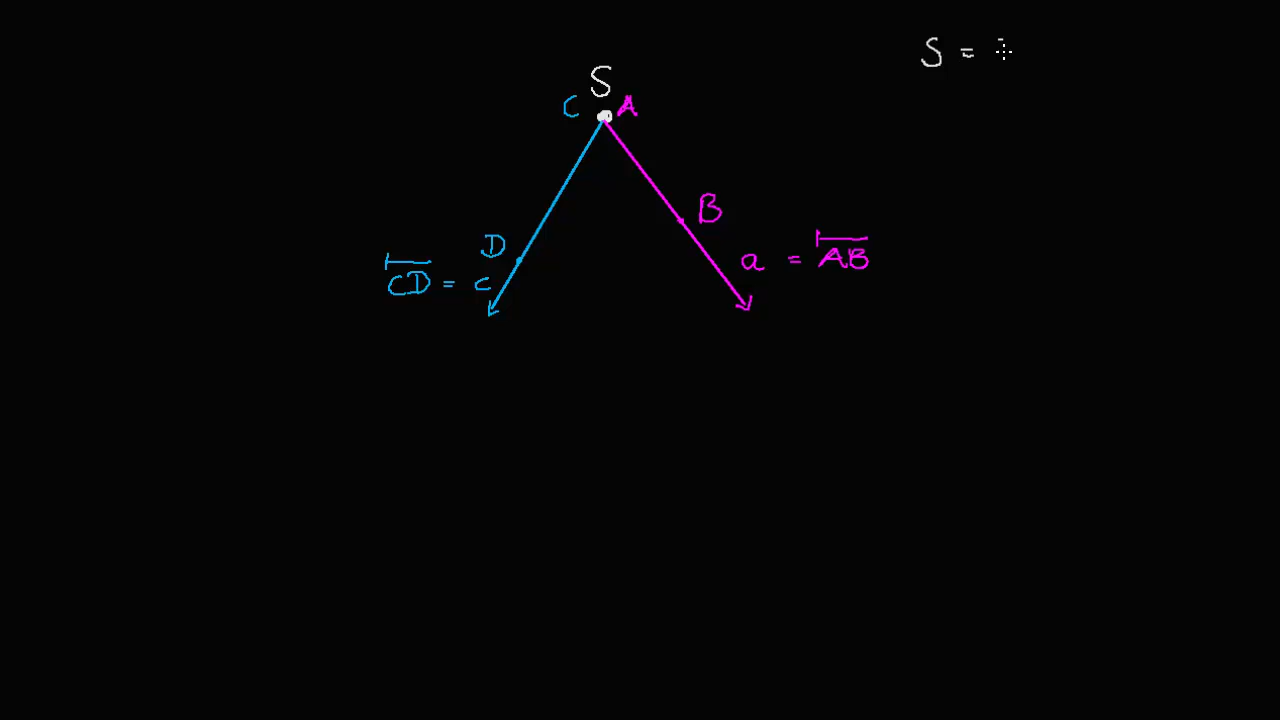 S =
S
C A
B
D
a = AB
CD = c